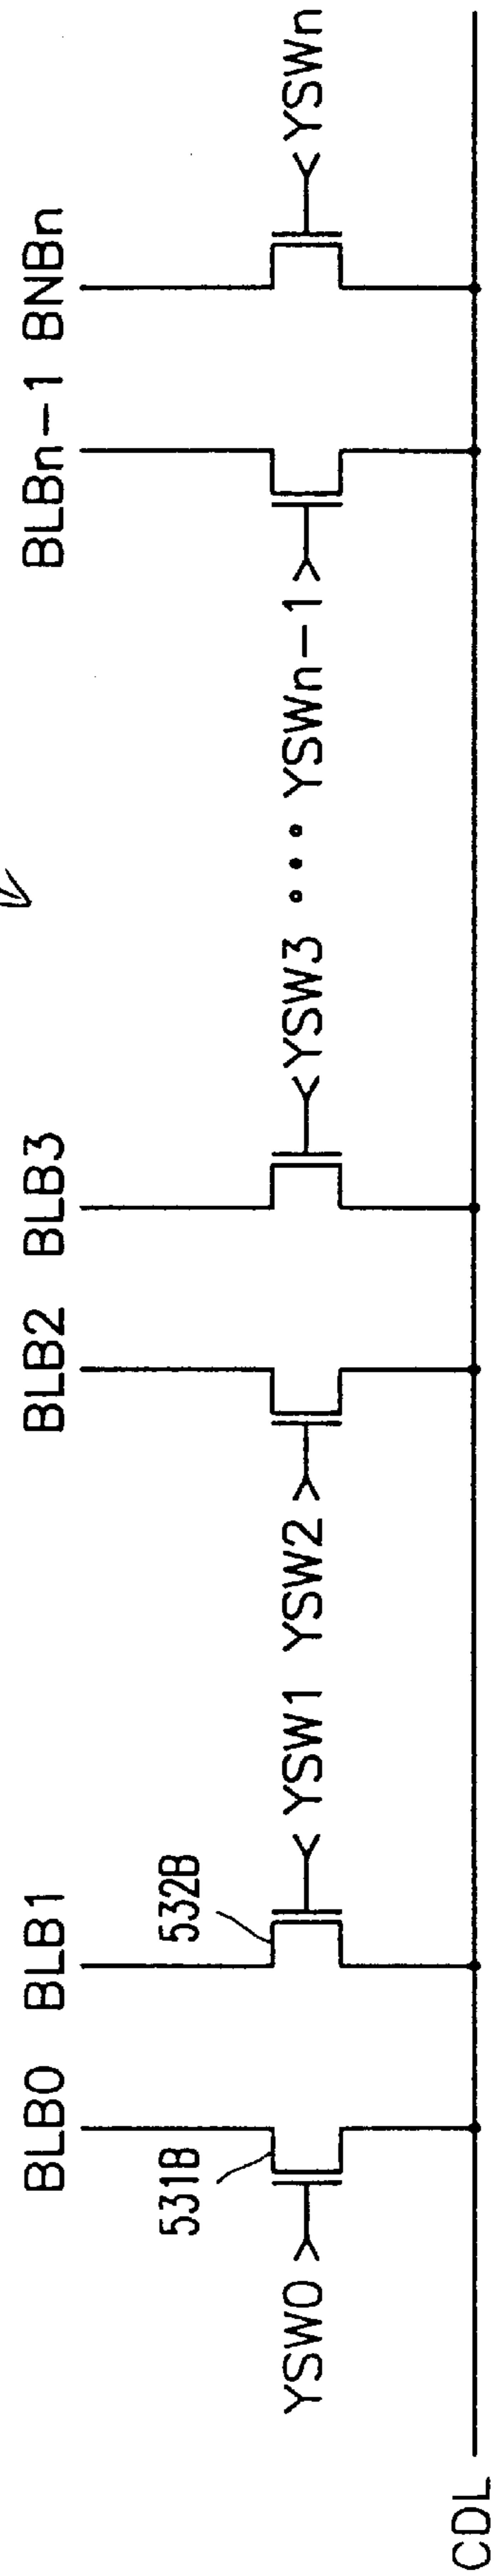 BLB0 BLB1 BLB2 BLB3 BLBn-1 BNBn
531B 532B
YSW0 YSW1 YSW2 YSW3 ••• YSWn-1 YSWn
CDL